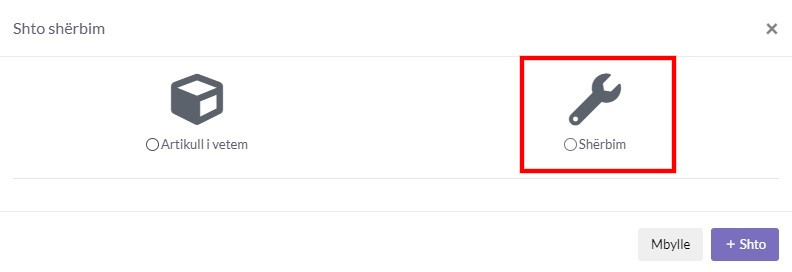 Shto shërbim
×
Artikull i vetem
Shërbim
Mbylle
+ Shto